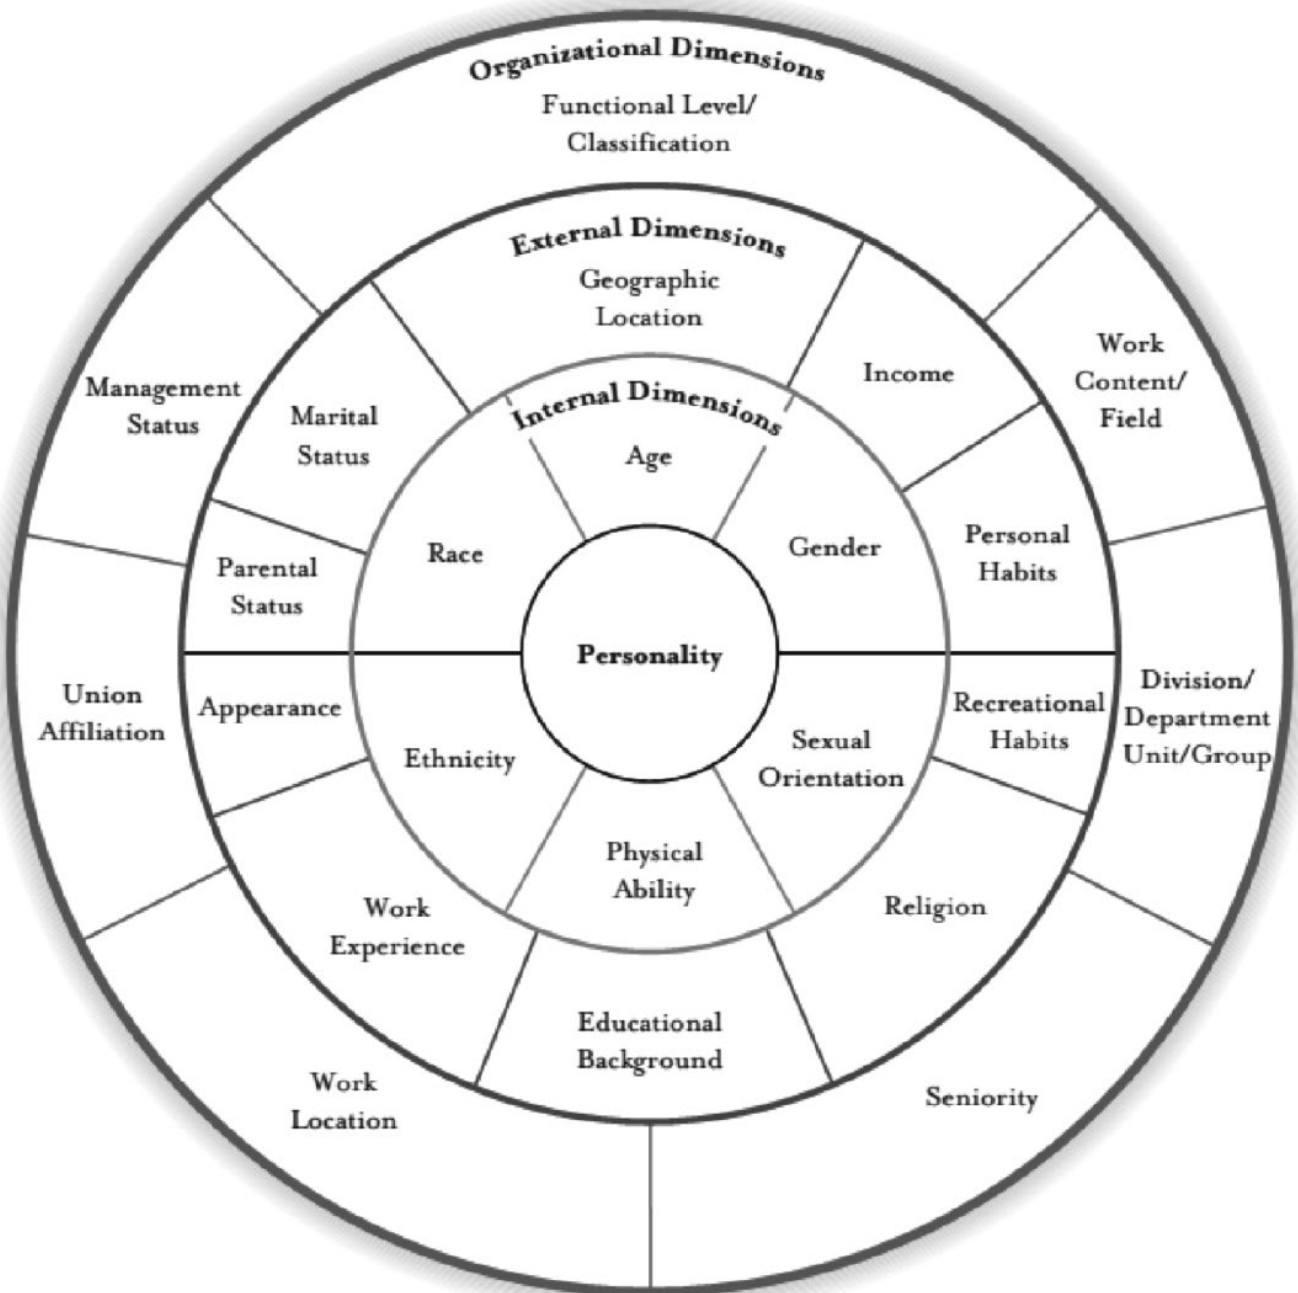 Organizational Dimensions
Functional Level/
Classification
External Dimensions
Geographic
Location
Internal Dimensions
Age
Work
Content/
Field
Income
Management
Status
Marital
Status
Personal
Habits
Gender
Race
Parental
Status
Personality
Division/
Department
Unit/Group
Recreational
Habits
Union
Affiliation
Appearance
Sexual
Orientation
Ethnicity
Physical
Ability
Religion
Work
Experience
Educational
Background
Work
Location
Seniority